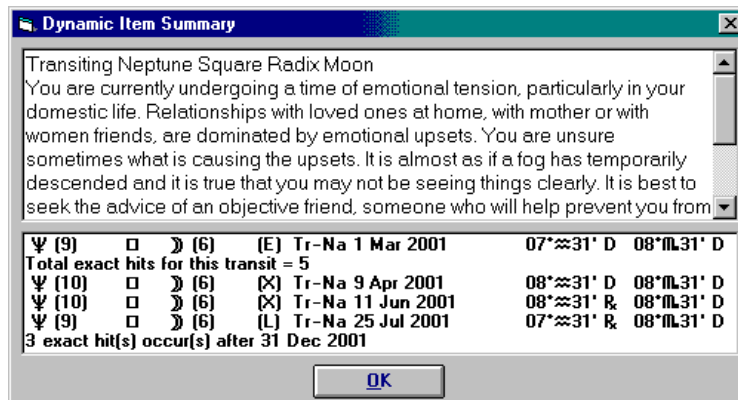 Dynamic Item Summary
Transiting Neptune Square Radix Moon
You are currently undergoing a time of emotional tension, particularly in your
domestic life. Relationships with loved ones at home, with mother or with
women friends, are dominated by emotional upsets. You are unsure
sometimes what is causing the upsets. It is almost as if a fog has temporarily
descended and it is true that you may not be seeing things clearly. It is best to
seek the advice of an objective friend, someone who will help prevent you from
♆ (9) □ ☽ (6) (E) Tr-Na 1 Mar 2001 07°♒31' D 08°♏31' D
Total exact hits for this transit = 5
♆ (10) □ ☽ (6) (X) Tr-Na 9 Apr 2001 08°♒31' D 08°♏31' D
♆ (10) □ ☽ (6) (X) Tr-Na 11 Jun 2001 08°♒31' ℞ 08°♏31' D
♆ (9) □ ☽ (6) (L) Tr-Na 25 Jul 2001 07°♒31' ℞ 08°♏31' D
3 exact hit(s) occur(s) after 31 Dec 2001
OK